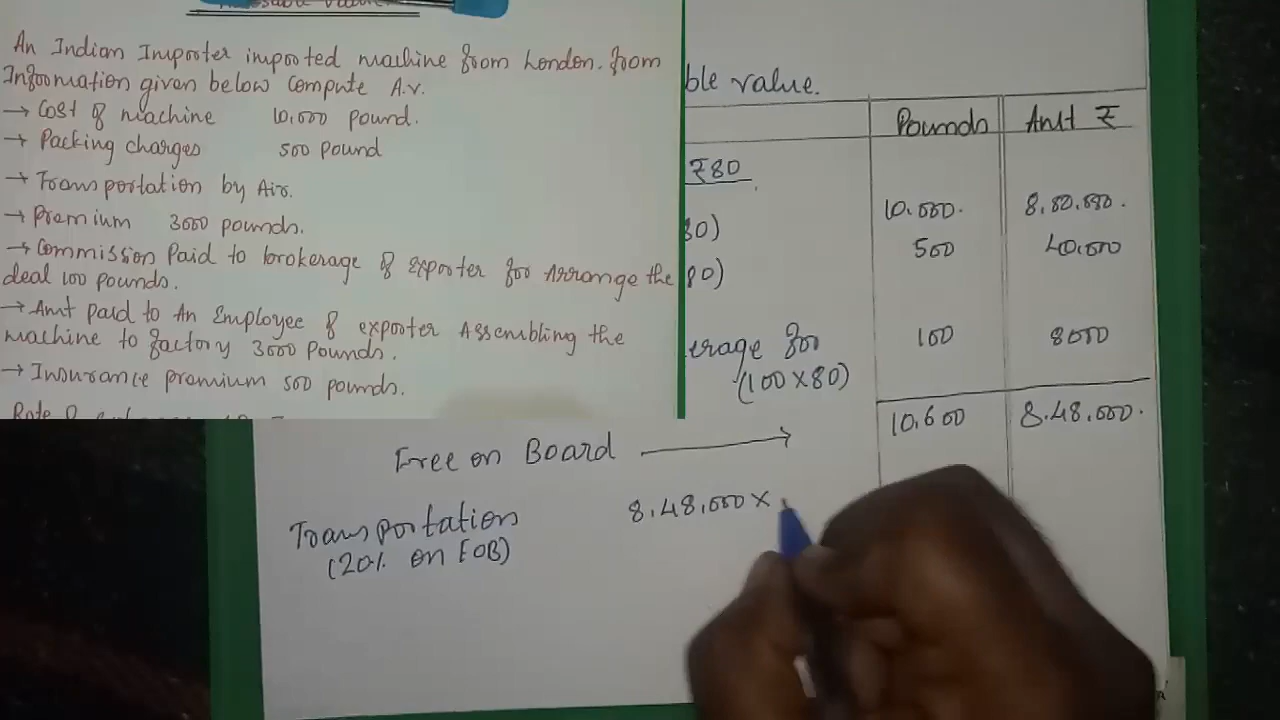 An Indian Importer imported machine from London. from
Information given below compute A.V.
→ Cost of machine 10,000 pound.
→ Packing charges 500 pound
→ Transportation by Air.
→ Premium 3000 pounds.
→ Commission Paid to brokerage of exporter for Arrange the
deal 100 pounds.
→ Amt paid to An Employee of exporter Assembling the
machine to factory 3000 Pounds.
→ Insurance premium 500 pounds.
ble value.
Pounds Amt ₹
₹80
10,000. 8,00,000.
80)
500 40,000
80)
erage for 100 8000
(100×80)
10,600 8.48,000.
Free on Board →
Transportation 8.48,000×
(20% on FOB)